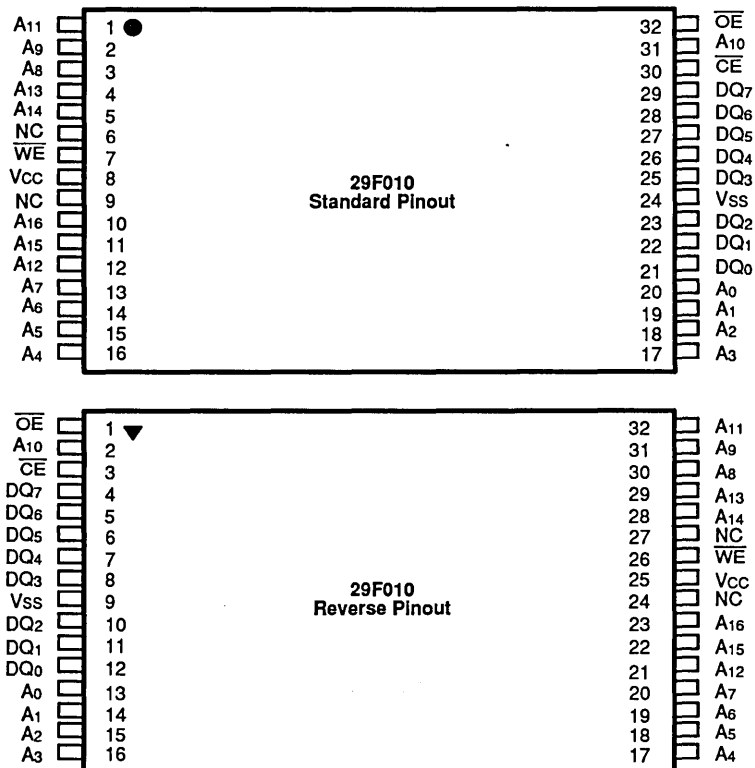 A11 1 32 OE
A9 2 31 A10
A8 3 30 CE
A13 4 29 DQ7
A14 5 28 DQ6
NC 6 27 DQ5
WE 7 26 DQ4
VCC 8 25 DQ3
29F010
Standard Pinout
NC 9 24 VSS
A16 10 23 DQ2
A15 11 22 DQ1
A12 12 21 DQ0
A7 13 20 A0
A6 14 19 A1
A5 15 18 A2
A4 16 17 A3
OE 1 32 A11
A10 2 31 A9
CE 3 30 A8
DQ7 4 29 A13
DQ6 5 28 A14
DQ5 6 27 NC
DQ4 7 26 WE
DQ3 8 25 VCC
29F010
Reverse Pinout
VSS 9 24 NC
DQ2 10 23 A16
DQ1 11 22 A15
DQ0 12 21 A12
A0 13 20 A7
A1 14 19 A6
A2 15 18 A5
A3 16 17 A4